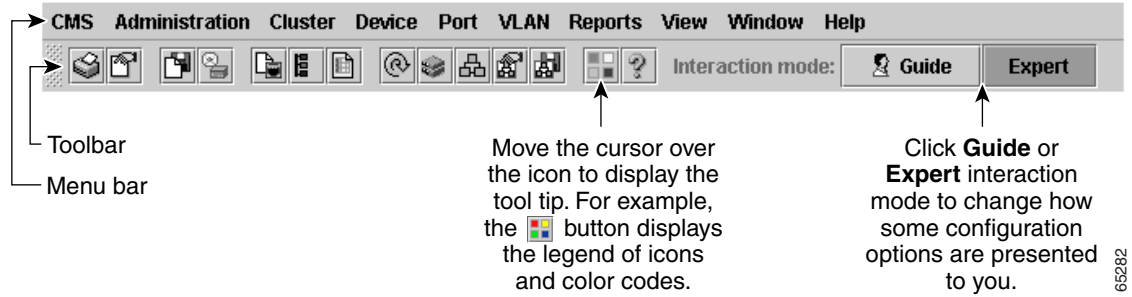 CMS Administration Cluster Device Port VLAN Reports View Window Help
Interaction mode: Guide Expert
Toolbar
Menu bar
Move the cursor over
the icon to display the
tool tip. For example,
the button displays
the legend of icons
and color codes.
Click Guide or
Expert interaction
mode to change how
some configuration
options are presented
to you.
65282